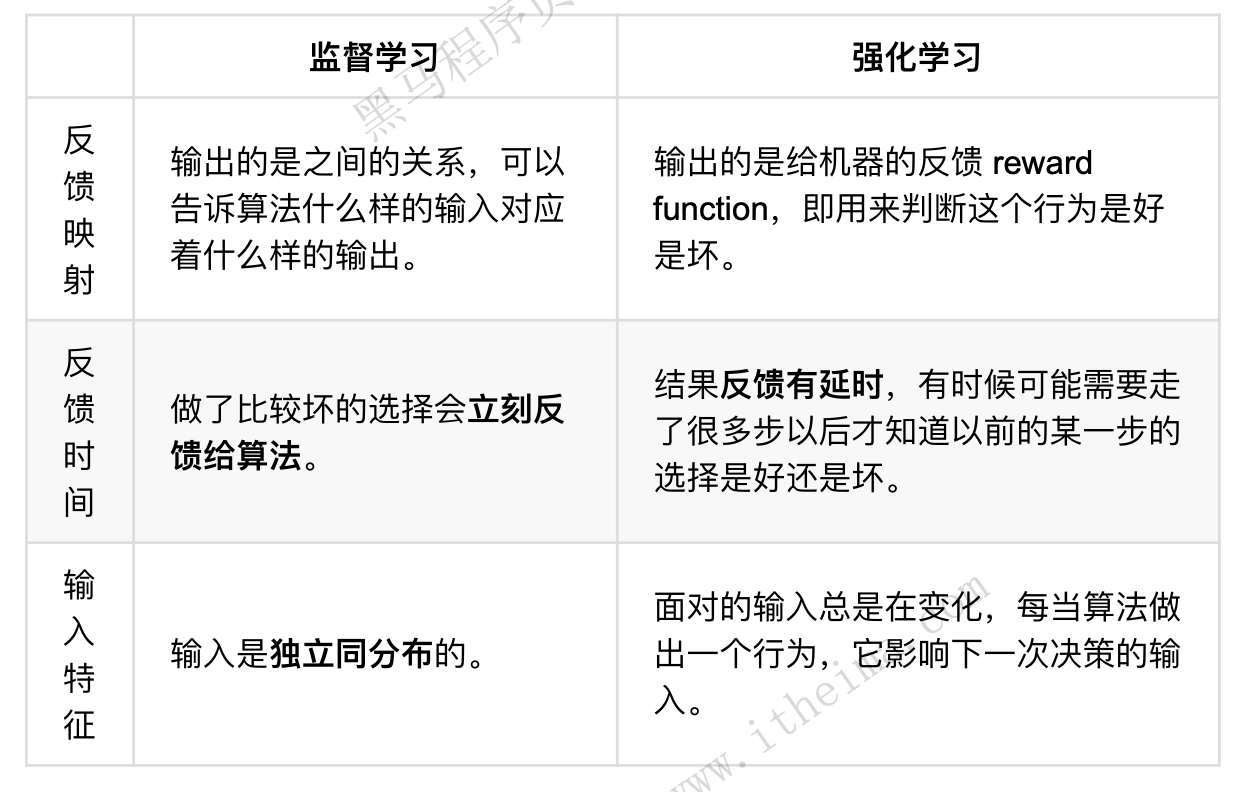 监督学习
强化学习
反
馈
映
射
输出的是之间的关系，可以
告诉算法什么样的输入对应
着什么样的输出。
输出的是给机器的反馈 reward
function，即用来判断这个行为是好
是坏。
反
馈
时
间
做了比较坏的选择会立刻反
馈给算法。
结果反馈有延时，有时候可能需要走
了很多步以后才知道以前的某一步的
选择是好还是坏。
输
入
特
征
输入是独立同分布的。
面对的输入总是在变化，每当算法做
出一个行为，它影响下一次决策的输
入。
黑马程序员
www.itheima.com